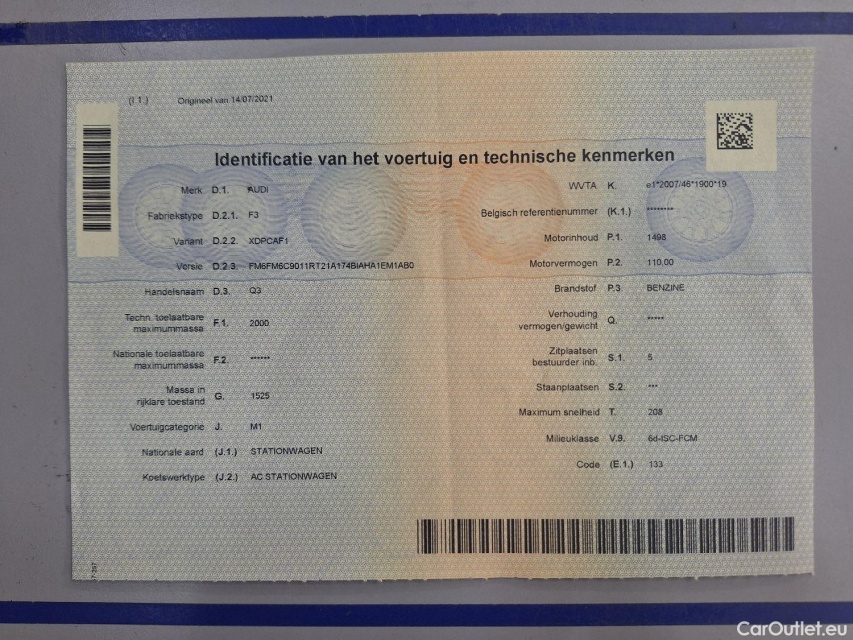 (I 1.) Origineel van 14/07/2021
Identificatie van het voertuig en technische kenmerken
Merk D.1. AUDI
Fabriekstype D.2.1. F3
Variant D.2.2. XDPCAF1
Versie D.2.3. FM6FM6C9011RT21A174BIAHA1EM1AB0
Handelsnaam D.3. Q3
Techn. toelaatbare
maximummassa F.1. 2000
Nationale toelaatbare
maximummassa F.2. ******
Massa in
rijklare toestand G. 1525
Voertuigcategorie J. M1
Nationale aard (J.1.) STATIONWAGEN
Koetswerktype (J.2.) AC STATIONWAGEN
WVTA K. e1*2007/46*1900*19
Belgisch referentienummer (K.1.) ********
Motorinhoud P.1. 1498
Motorvermogen P.2. 110,00
Brandstof P.3 BENZINE
Verhouding
vermogen/gewicht Q. *****
Zitplaatsen
bestuurder inb. S.1. 5
Staanplaatsen S.2. ***
Maximum snelheid T. 208
Milieuklasse V.9. 6d-ISC-FCM
Code (E.1.) 133
CarOutlet.eu